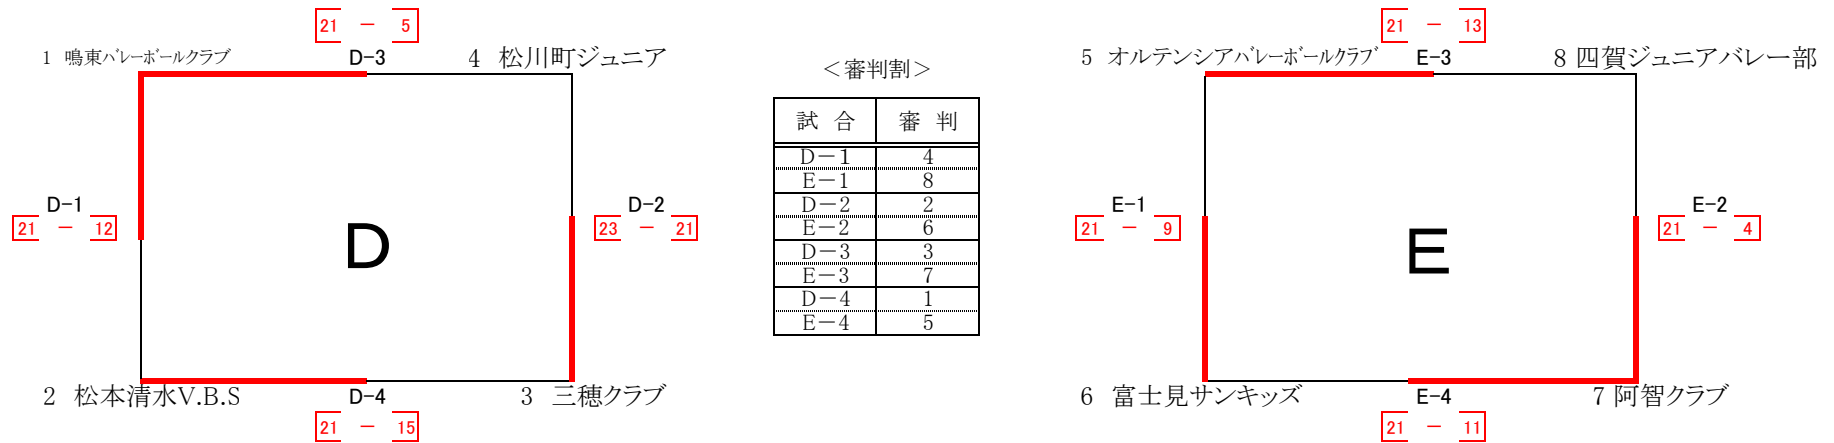 21 － 5
1 鳴東バレーボールクラブ D-3 4 松川町ジュニア
D-1
21 － 12
D
D-2
23 － 21
2 松本清水V.B.S D-4 3 三穂クラブ
21 － 15
＜審判割＞
試 合 審 判
D－1 4
E－1 8
D－2 2
E－2 6
D－3 3
E－3 7
D－4 1
E－4 5
21 － 13
5 オルテンシアバレーボールクラブ E-3 8 四賀ジュニアバレー部
E-1
21 － 9
E
E-2
21 － 4
6 富士見サンキッズ E-4 7 阿智クラブ
21 － 11